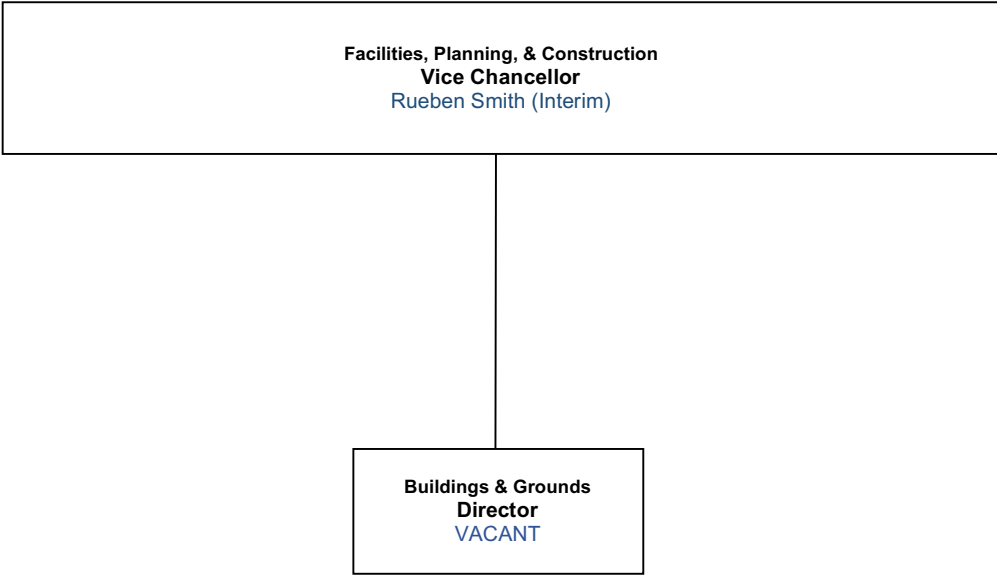 Facilities, Planning, & Construction
Vice Chancellor
Rueben Smith (Interim)
Buildings & Grounds
Director
VACANT